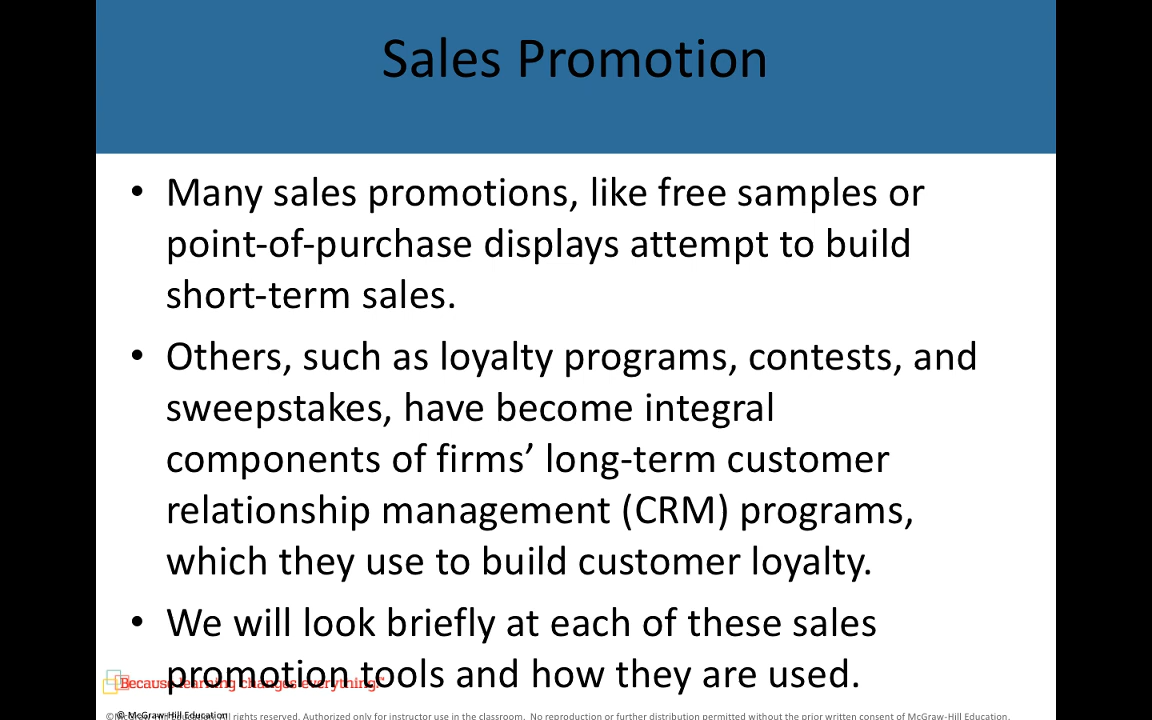 Sales Promotion
• Many sales promotions, like free samples or
point-of-purchase displays attempt to build
short-term sales.
• Others, such as loyalty programs, contests, and
sweepstakes, have become integral
components of firms’ long-term customer
relationship management (CRM) programs,
which they use to build customer loyalty.
• We will look briefly at each of these sales
promotion tools and how they are used.
Because learning changes everything.™
© McGraw-Hill Education
©McGraw-Hill Education. All rights reserved. Authorized only for instructor use in the classroom. No reproduction or further distribution permitted without the prior written consent of McGraw-Hill Education.